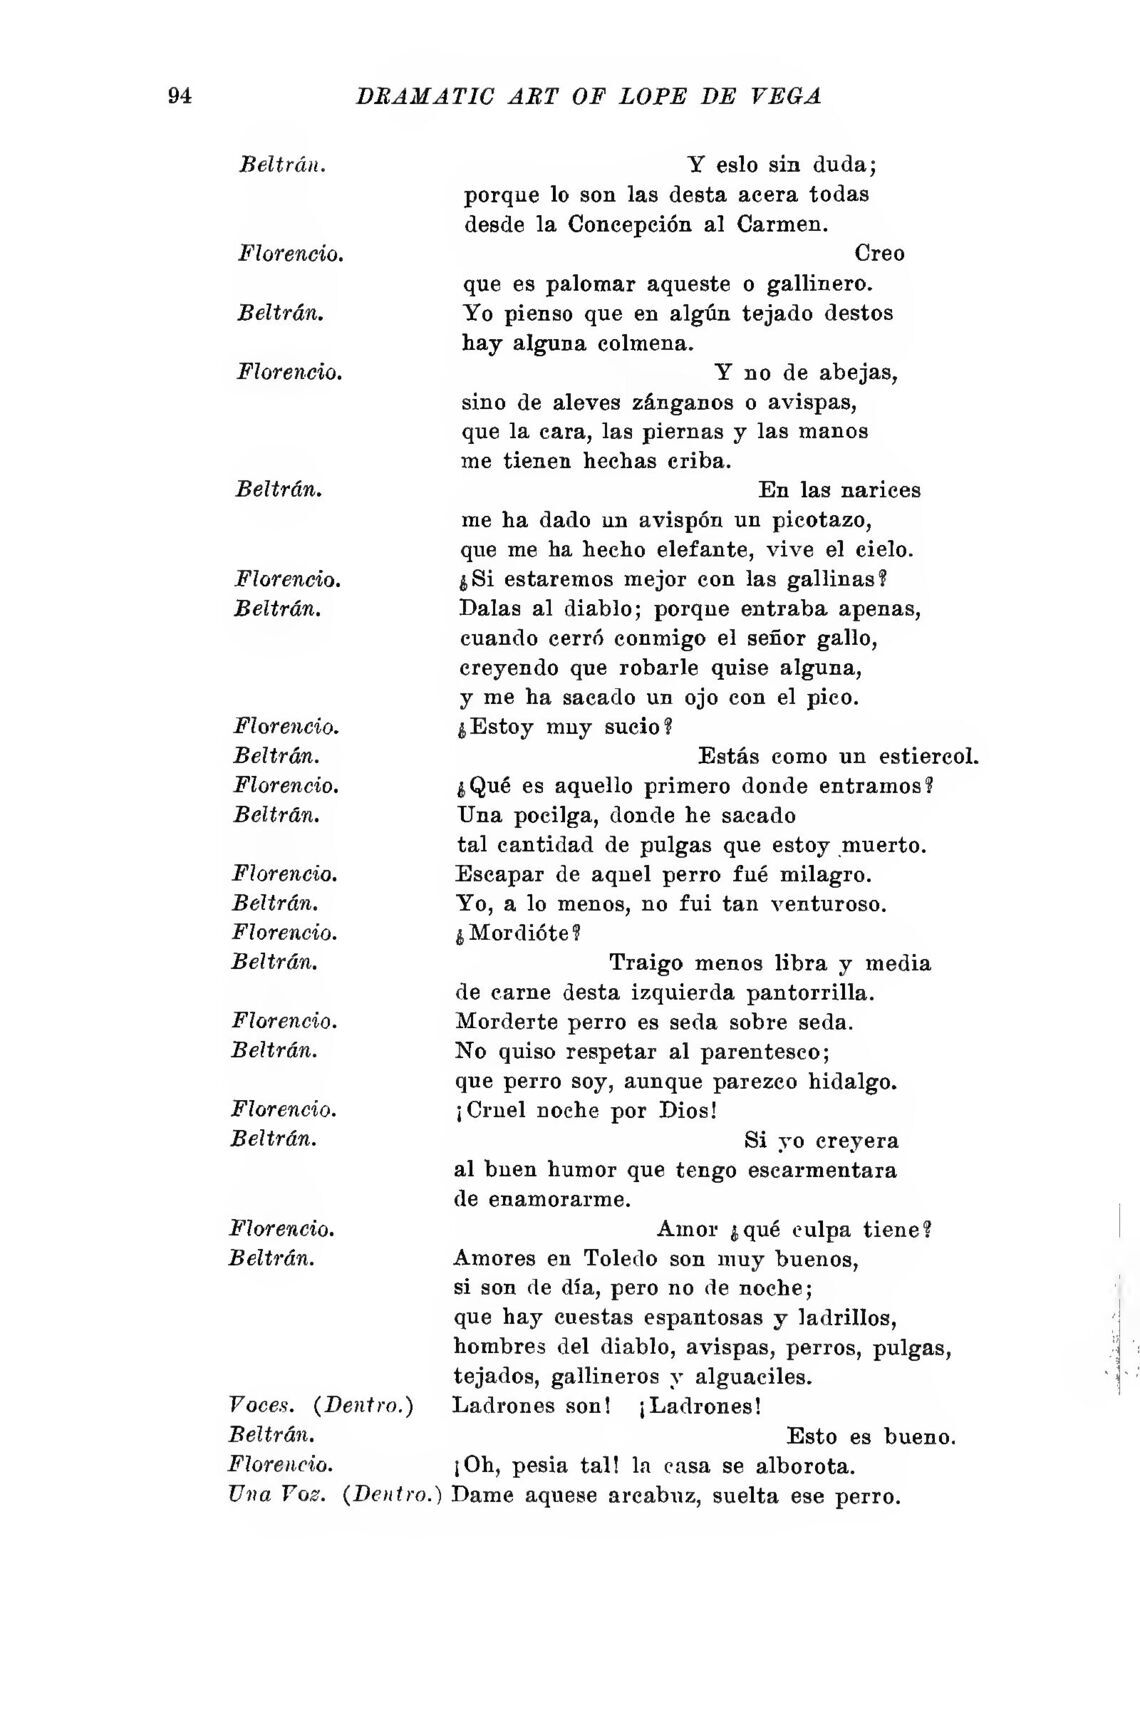 94 DRAMATIC ART OF LOPE DE VEGA
Beltrán. Y eslo sin duda;
porque lo son las desta acera todas
desde la Concepción al Carmen.
Florencio. Creo
que es palomar aqueste o gallinero.
Beltrán. Yo pienso que en algún tejado destos
hay alguna colmena.
Florencio. Y no de abejas,
sino de aleves zánganos o avispas,
que la cara, las piernas y las manos
me tienen hechas criba.
Beltrán. En las narices
me ha dado un avispón un picotazo,
que me ha hecho elefante, vive el cielo.
Florencio. ¿Si estaremos mejor con las gallinas?
Beltrán. Dalas al diablo; porque entraba apenas,
cuando cerró conmigo el señor gallo,
creyendo que robarle quise alguna,
y me ha sacado un ojo con el pico.
Florencio. ¿Estoy muy sucio?
Beltrán. Estás como un estiercol.
Florencio. ¿Qué es aquello primero donde entramos?
Beltrán. Una pocilga, donde he sacado
tal cantidad de pulgas que estoy muerto.
Florencio. Escapar de aquel perro fué milagro.
Beltrán. Yo, a lo menos, no fui tan venturoso.
Florencio. ¿Mordióte?
Beltrán. Traigo menos libra y media
de carne desta izquierda pantorrilla.
Florencio. Morderte perro es seda sobre seda.
Beltrán. No quiso respetar al parentesco;
que perro soy, aunque parezco hidalgo.
Florencio. ¡Cruel noche por Dios!
Beltrán. Si yo creyera
al buen humor que tengo escarmentara
de enamorarme.
Florencio. Amor ¿qué culpa tiene?
Beltrán. Amores en Toledo son muy buenos,
si son de día, pero no de noche;
que hay cuestas espantosas y ladrillos,
hombres del diablo, avispas, perros, pulgas,
tejados, gallineros y alguaciles.
Voces. (Dentro.) Ladrones son! ¡Ladrones!
Beltrán. Esto es bueno.
Florencio. ¡Oh, pesia tal! la casa se alborota.
Una Voz. (Dentro.) Dame aquese arcabuz, suelta ese perro.